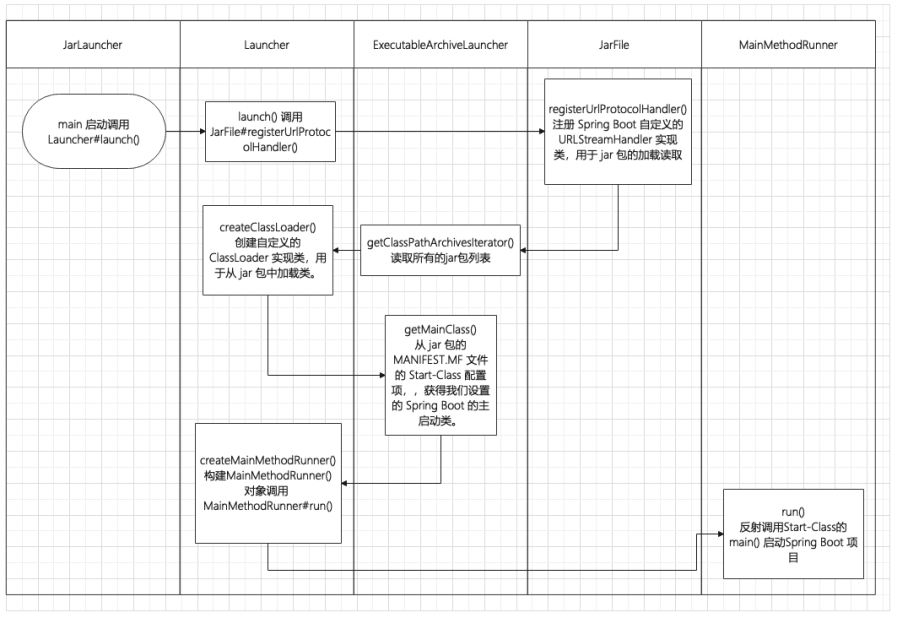 JarLauncher
Launcher
ExecutableArchiveLauncher
JarFile
MainMethodRunner
main 启动调用
Launcher#launch()
launch() 调用
JarFile#registerUrlProtoc
olHandler()
registerUrlProtocolHandler()
注册 Spring Boot 自定义的
URLStreamHandler 实现
类，用于 jar 包的加载读取
createClassLoader()
创建自定义的
ClassLoader 实现类，用
于从 jar 包中加载类。
getClassPathArchivesIterator()
读取所有的jar包列表
getMainClass()
从 jar 包的
MANIFEST.MF 文件
的 Start-Class 配置
项，，获得我们设置
的 Spring Boot 的主
启动类。
createMainMethodRunner()
构建MainMethodRunner()
对象调用
MainMethodRunner#run()
run()
反射调用Start-Class的
main() 启动Spring Boot 项
目